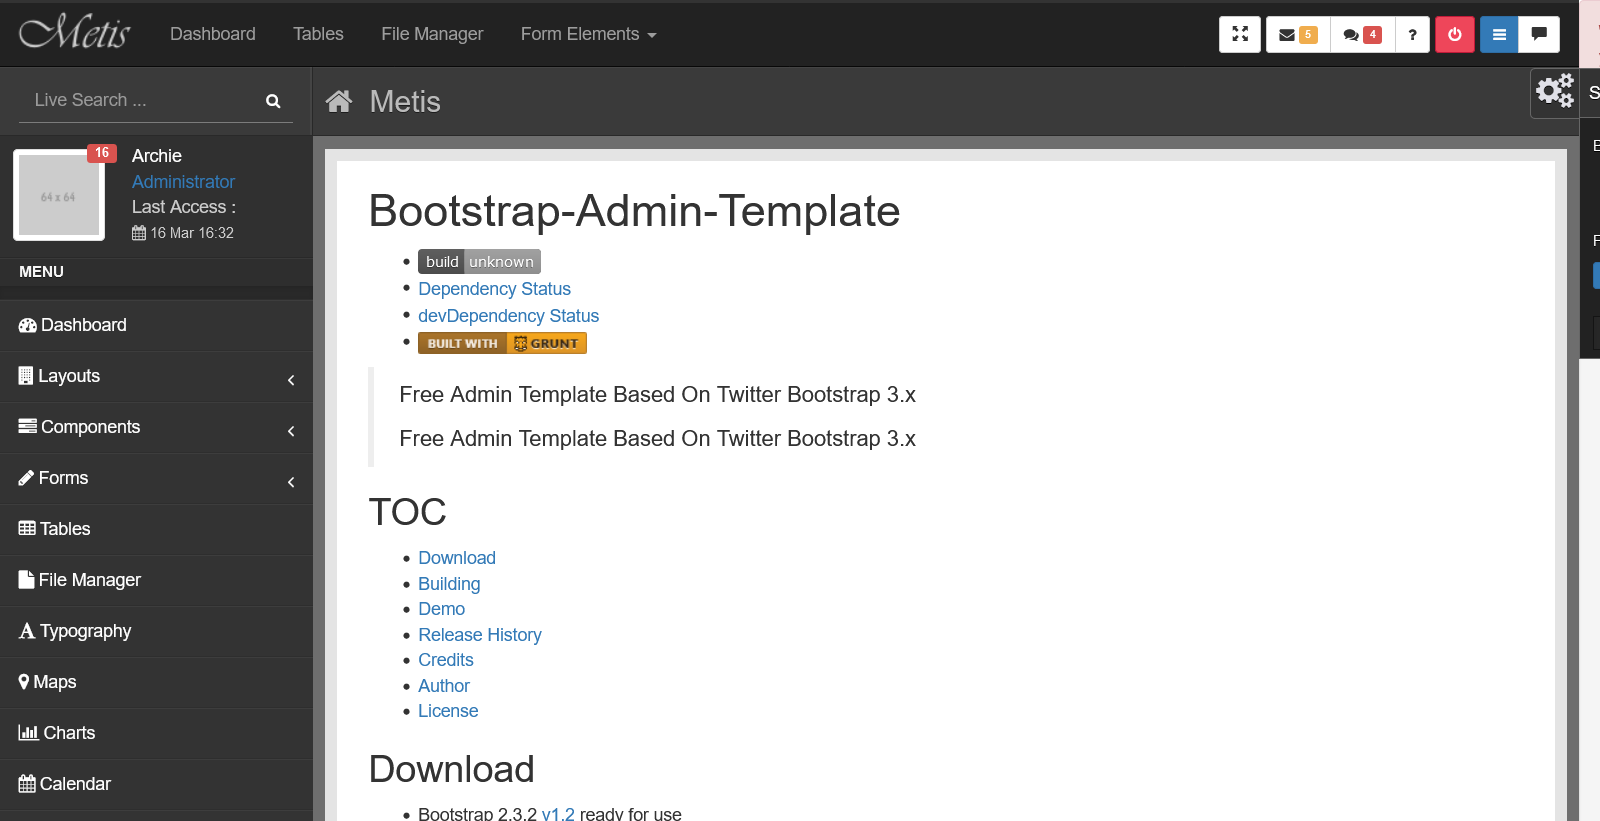 Metis
Dashboard
Tables
File Manager
Form Elements
5
4
?
Live Search ...
Metis
16
64 x 64
Archie
Administrator
Last Access :
16 Mar 16:32
MENU
Dashboard
Layouts
Components
Forms
Tables
File Manager
Typography
Maps
Charts
Calendar
Bootstrap-Admin-Template
build unknown
Dependency Status
devDependency Status
BUILT WITH GRUNT
Free Admin Template Based On Twitter Bootstrap 3.x
Free Admin Template Based On Twitter Bootstrap 3.x
TOC
Download
Building
Demo
Release History
Credits
Author
License
Download
Bootstrap 2.3.2 v1.2 ready for use